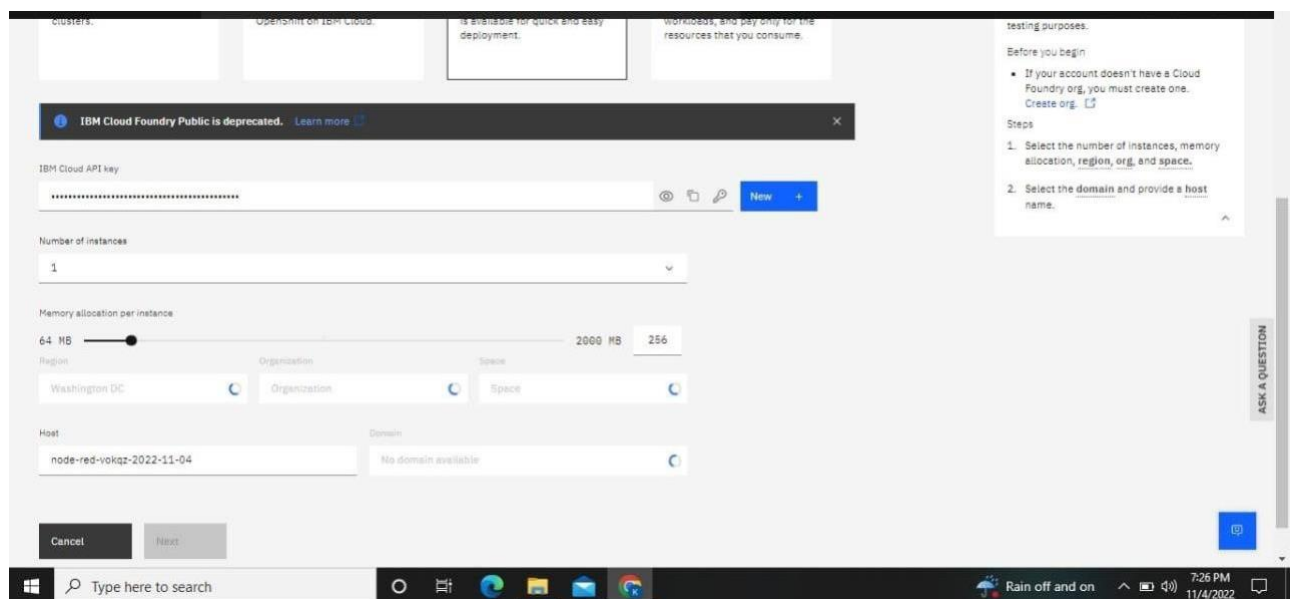 clusters.
OpenShift on IBM Cloud.
is available for quick and easy
deployment.
workloads, and pay only for the
resources that you consume.
testing purposes.
Before you begin
If your account doesn't have a Cloud
Foundry org, you must create one.
Create org.
Steps
1. Select the number of instances, memory
allocation, region, org, and space.
2. Select the domain and provide a host
name.
IBM Cloud Foundry Public is deprecated. Learn more
IBM Cloud API key
New +
Number of instances
1
Memory allocation per instance
64 MB 2000 MB 256
Region Organization Space
Washington DC Organization Space
Host Domain
node-red-vokqz-2022-11-04 No domain available
Cancel Next
ASK A QUESTION
Type here to search
Rain off and on
7:26 PM
11/4/2022